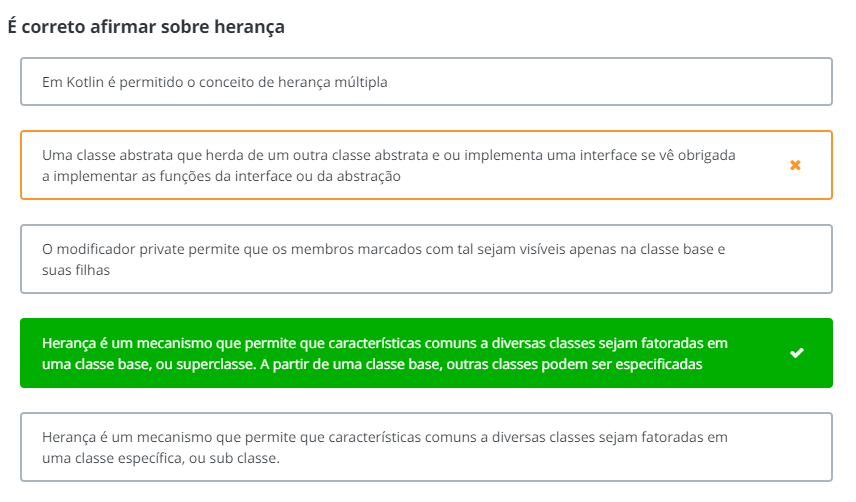 É correto afirmar sobre herança
Em Kotlin é permitido o conceito de herança múltipla
Uma classe abstrata que herda de um outra classe abstrata e ou implementa uma interface se vê obrigada
a implementar as funções da interface ou da abstração
O modificador private permite que os membros marcados com tal sejam visíveis apenas na classe base e
suas filhas
Herança é um mecanismo que permite que características comuns a diversas classes sejam fatoradas em
uma classe base, ou superclasse. A partir de uma classe base, outras classes podem ser especificadas
Herança é um mecanismo que permite que características comuns a diversas classes sejam fatoradas em
uma classe específica, ou sub classe.